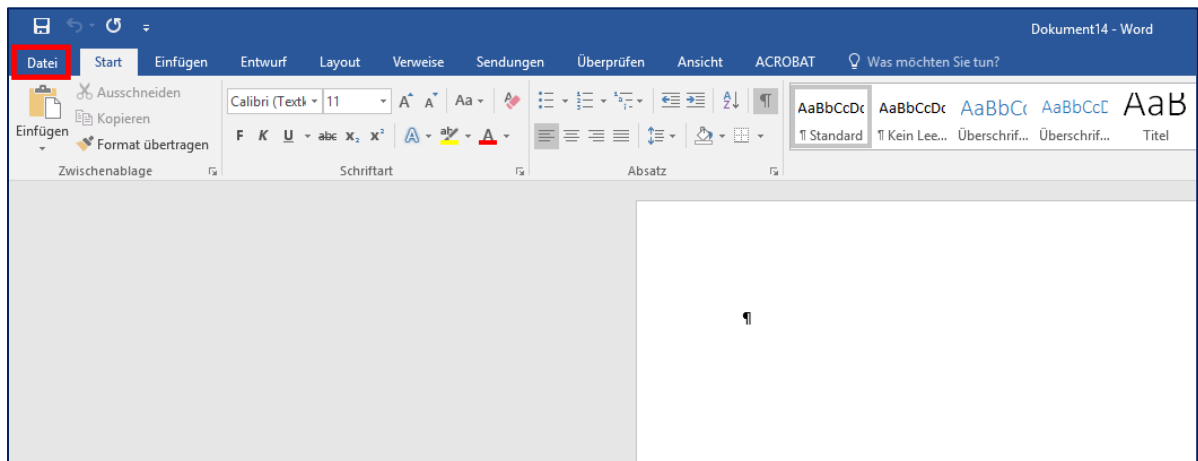 Dokument14 - Word
Datei Start Einfügen Entwurf Layout Verweise Sendungen Überprüfen Ansicht ACROBAT Was möchten Sie tun?
Ausschneiden
Kopieren
Format übertragen
Einfügen
Zwischenablage
Calibri (Textk 11 A A Aa
F K U abc X₂ X² A aby A
Schriftart
Absatz
AaBbCcDc AaBbCcDc AaBbCc AaBbCcE AaB
¶ Standard ¶ Kein Lee... Überschrif... Überschrif... Titel
¶